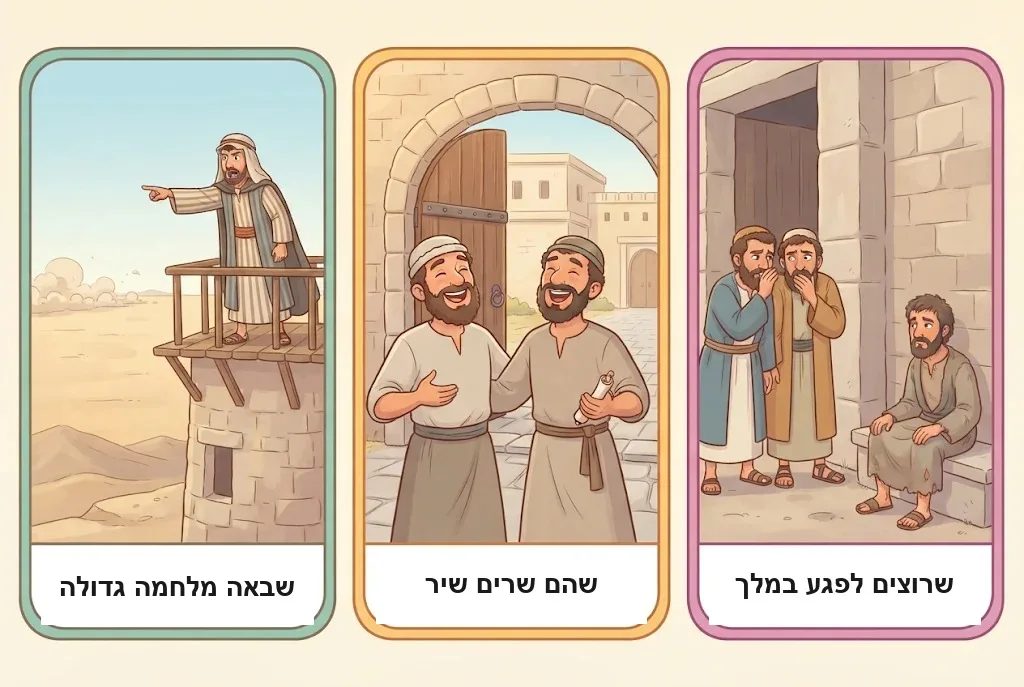 שרוצים לפגע במלך
שהם שרים שיר
שבאה מלחמה גדולה